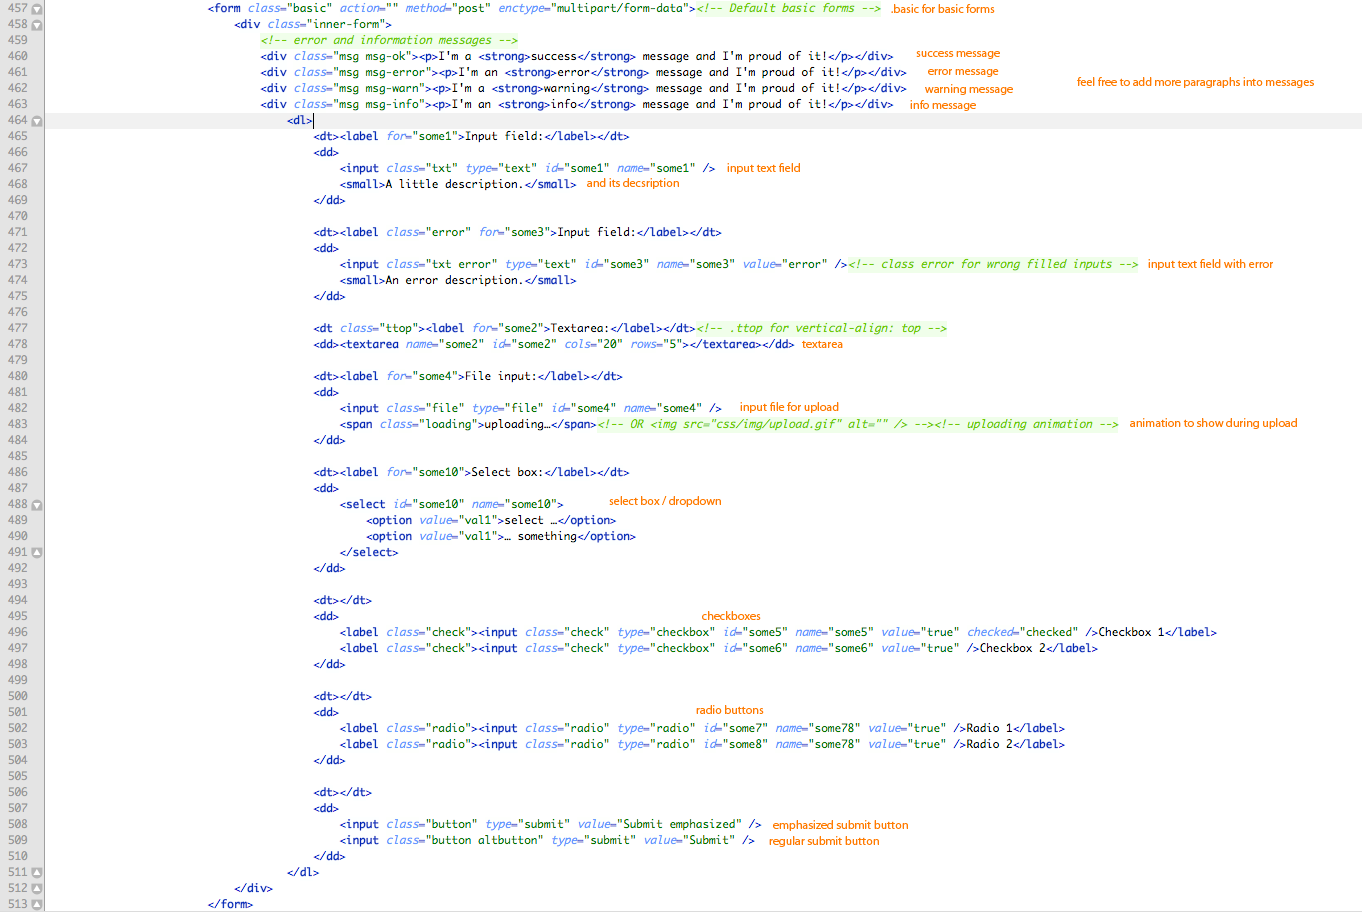 457 <form class="basic" action="" method="post" enctype="multipart/form-data"><!-- Default basic forms --> .basic for basic forms
458 <div class="inner-form">
459 <!-- error and information messages -->
460 <div class="msg msg-ok"><p>I'm a <strong>success</strong> message and I'm proud of it!</p></div> success message
461 <div class="msg msg-error"><p>I'm an <strong>error</strong> message and I'm proud of it!</p></div> error message
462 <div class="msg msg-warn"><p>I'm a <strong>warning</strong> message and I'm proud of it!</p></div> warning message feel free to add more paragraphs into messages
463 <div class="msg msg-info"><p>I'm an <strong>info</strong> message and I'm proud of it!</p></div> info message
464 <dl>
465 <dt><label for="some1">Input field:</label></dt>
466 <dd>
467 <input class="txt" type="text" id="some1" name="some1" /> input text field
468 <small>A little description.</small> and its decsription
469 </dd>
470
471 <dt><label class="error" for="some3">Input field:</label></dt>
472 <dd>
473 <input class="txt error" type="text" id="some3" name="some3" value="error" /><!-- class error for wrong filled inputs --> input text field with error
474 <small>An error description.</small>
475 </dd>
476
477 <dt class="ttop"><label for="some2">Textarea:</label></dt><!-- .ttop for vertical-align: top -->
478 <dd><textarea name="some2" id="some2" cols="20" rows="5"></textarea></dd> textarea
479
480 <dt><label for="some4">File input:</label></dt>
481 <dd>
482 <input class="file" type="file" id="some4" name="some4" /> input file for upload
483 <span class="loading">uploading…</span><!-- OR <img src="css/img/upload.gif" alt="" /> --><!-- uploading animation --> animation to show during upload
484 </dd>
485
486 <dt><label for="some10">Select box:</label></dt>
487 <dd>
488 <select id="some10" name="some10"> select box / dropdown
489 <option value="val1">select …</option>
490 <option value="val1">… something</option>
491 </select>
492 </dd>
493
494 <dt></dt>
495 <dd> checkboxes
496 <label class="check"><input class="check" type="checkbox" id="some5" name="some5" value="true" checked="checked" />Checkbox 1</label>
497 <label class="check"><input class="check" type="checkbox" id="some6" name="some6" value="true" />Checkbox 2</label>
498 </dd>
499
500 <dt></dt>
501 <dd> radio buttons
502 <label class="radio"><input class="radio" type="radio" id="some7" name="some78" value="true" />Radio 1</label>
503 <label class="radio"><input class="radio" type="radio" id="some8" name="some78" value="true" />Radio 2</label>
504 </dd>
505
506 <dt></dt>
507 <dd>
508 <input class="button" type="submit" value="Submit emphasized" /> emphasized submit button
509 <input class="button altbutton" type="submit" value="Submit" /> regular submit button
510 </dd>
511 </dl>
512 </div>
513 </form>